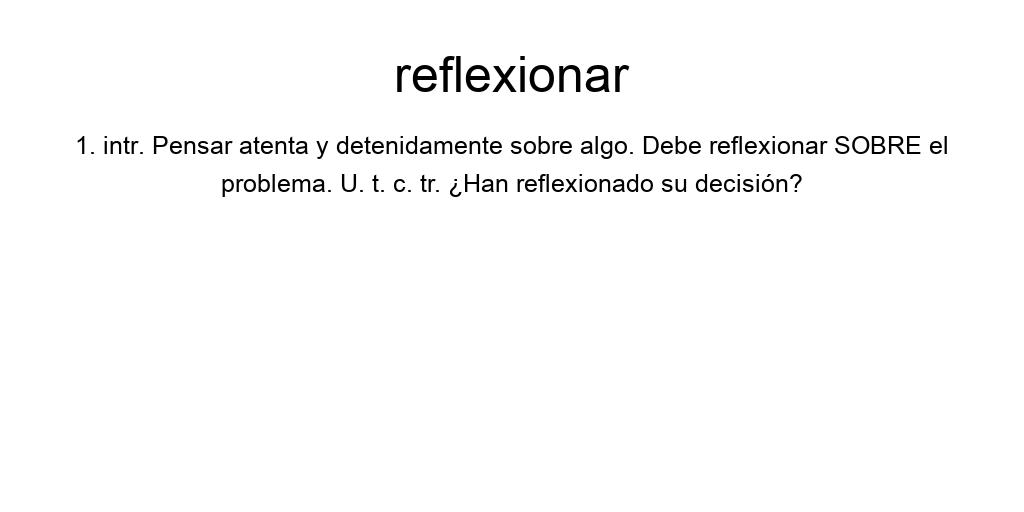 reflexionar
1. intr. Pensar atenta y detenidamente sobre algo. Debe reflexionar SOBRE el
problema. U. t. c. tr. ¿Han reflexionado su decisión?